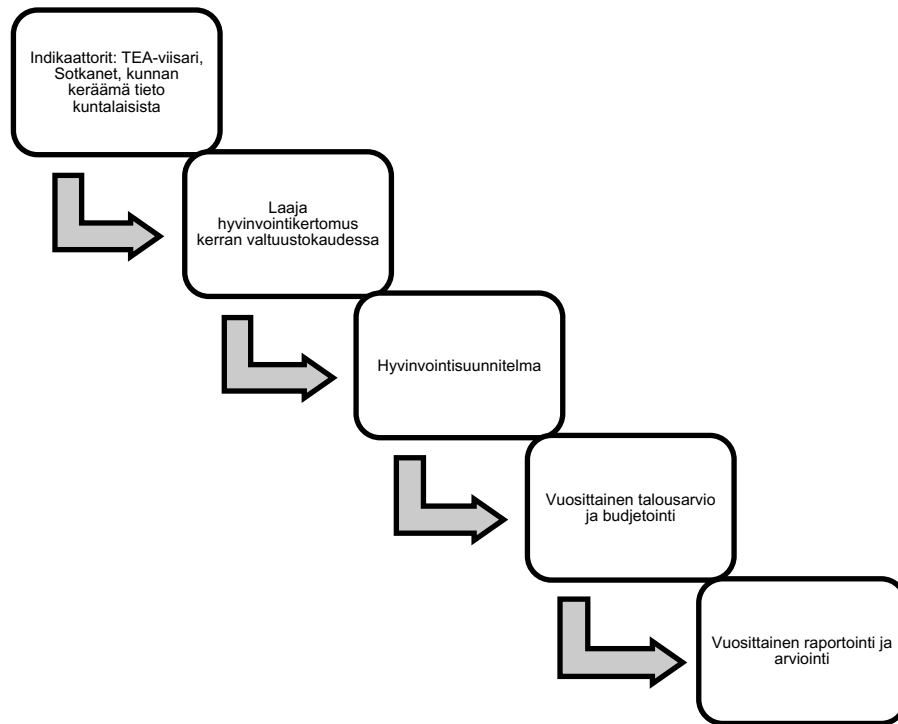 Indikaattorit: TEA-viisari,
Sotkanet, kunnan
keräämä tieto
kuntalaisista
Laaja
hyvinvointikertomus
kerran valtuustokaudessa
Hyvinvointisuunnitelma
Vuosittainen talousarvio
ja budjetointi
Vuosittainen raportointi ja
arviointi